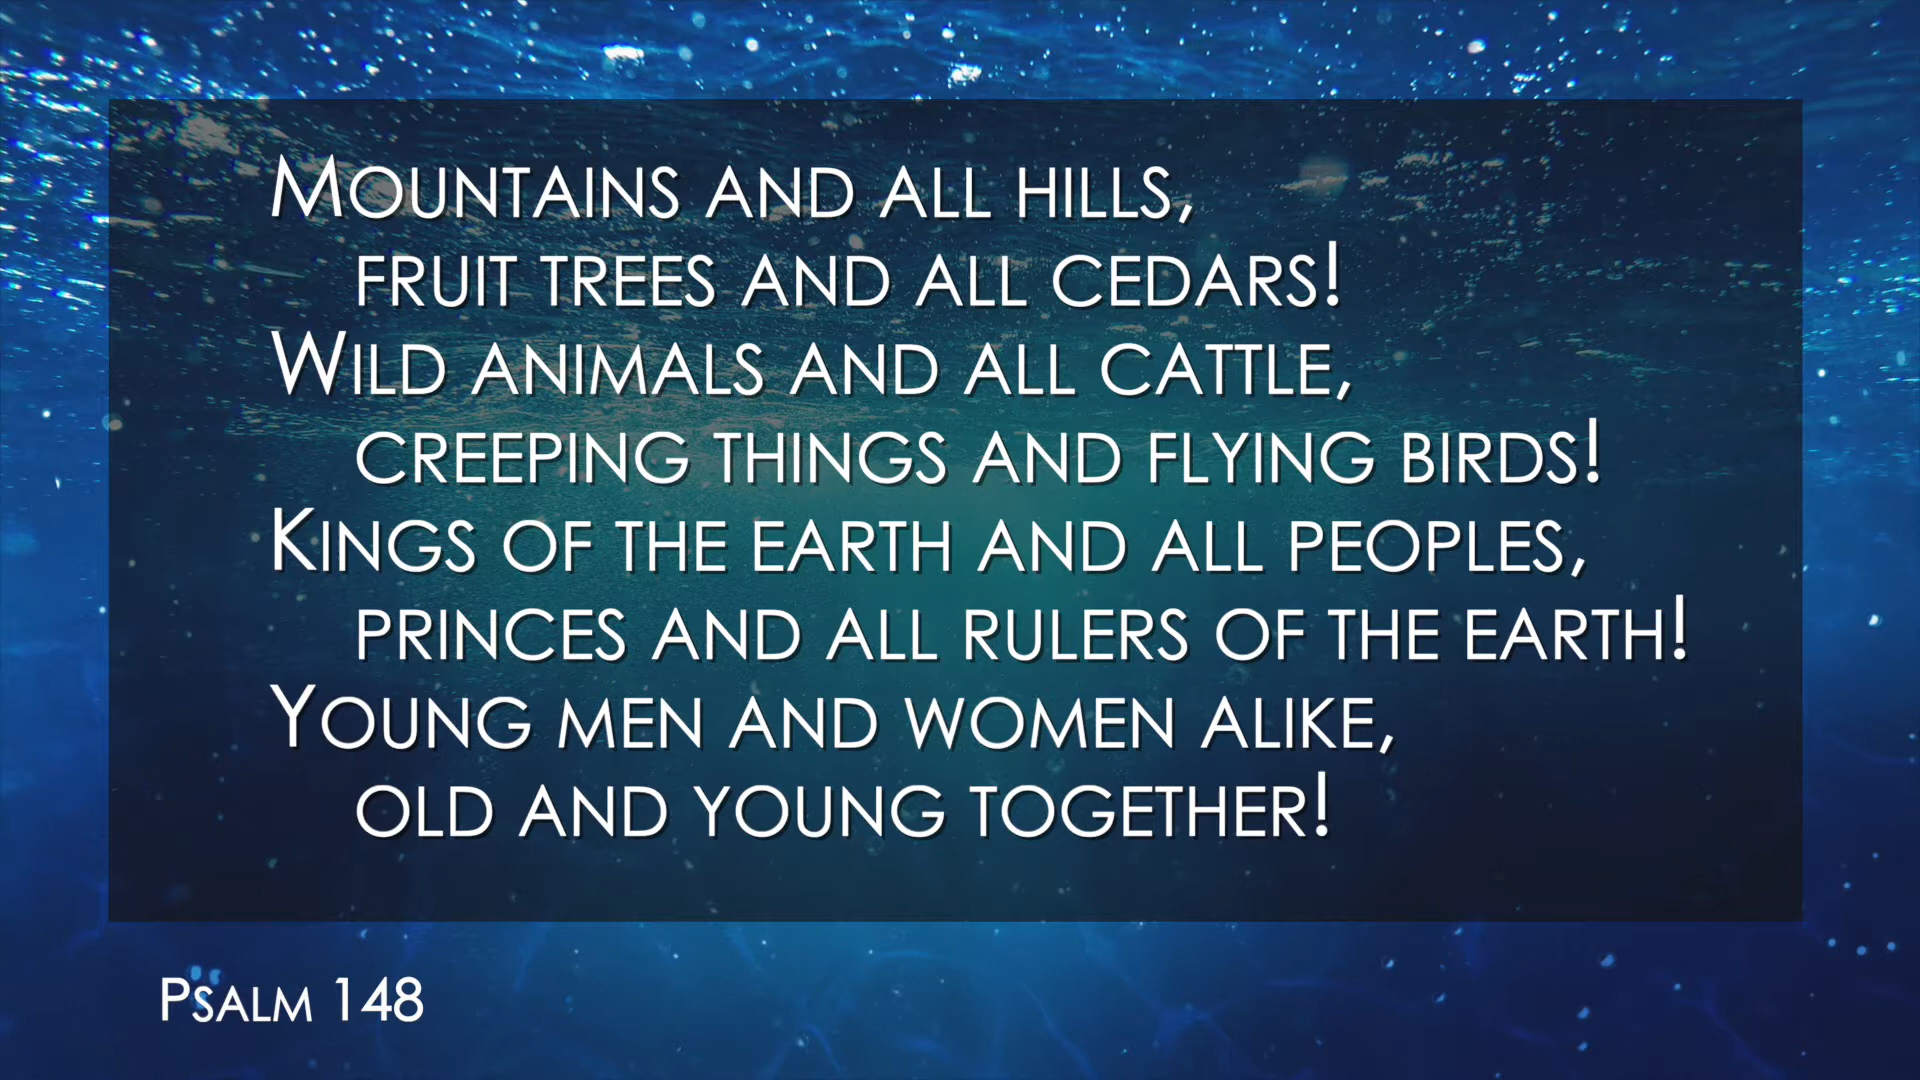 Mountains and all hills,
fruit trees and all cedars!
Wild animals and all cattle,
creeping things and flying birds!
Kings of the earth and all peoples,
princes and all rulers of the earth!
Young men and women alike,
old and young together!
Psalm 148